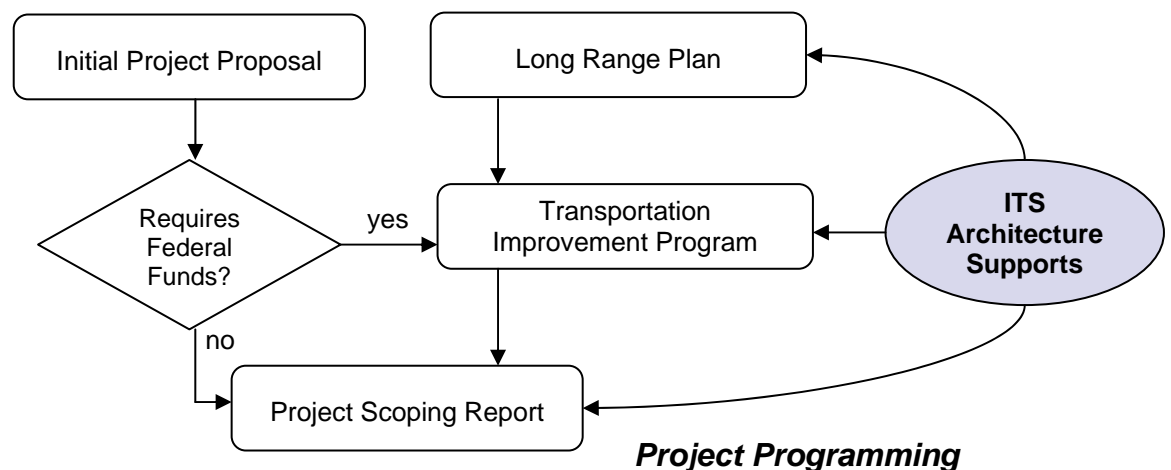 Initial Project Proposal
Long Range Plan
Requires
Federal
Funds?
yes
Transportation
Improvement Program
ITS
Architecture
Supports
no
Project Scoping Report
Project Programming